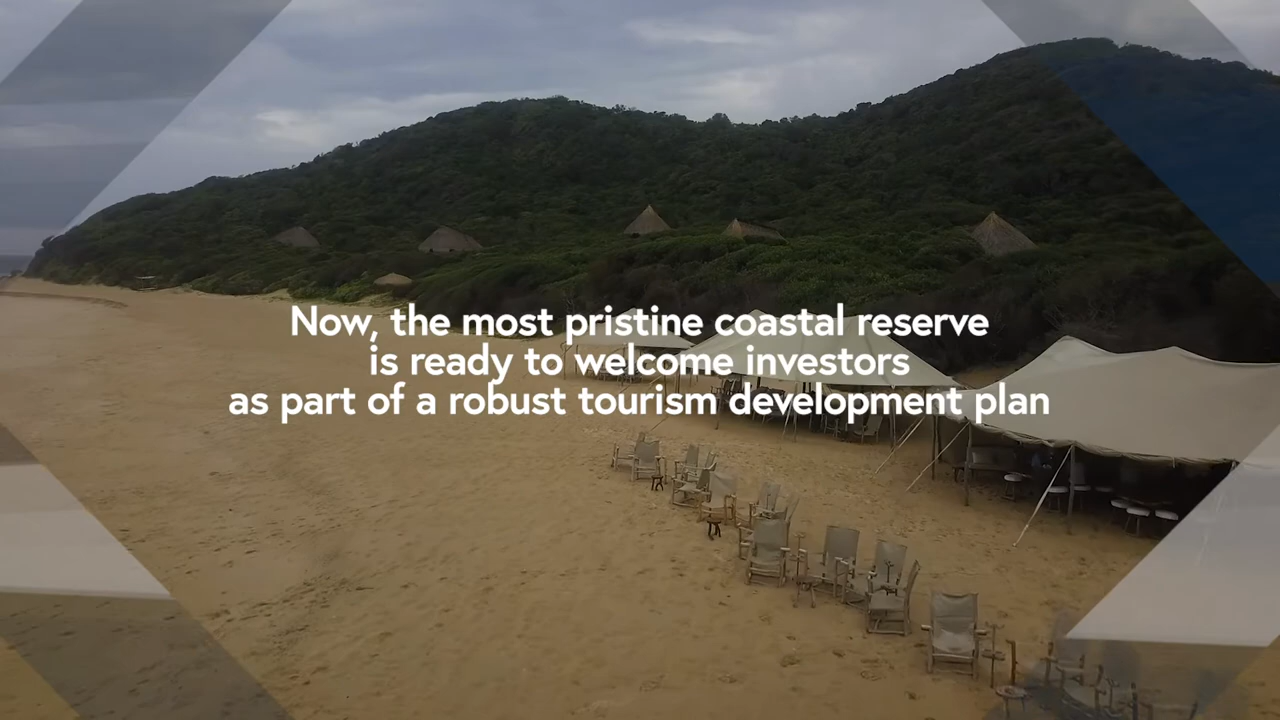 Now, the most pristine coastal reserve
is ready to welcome investors
as part of a robust tourism development plan